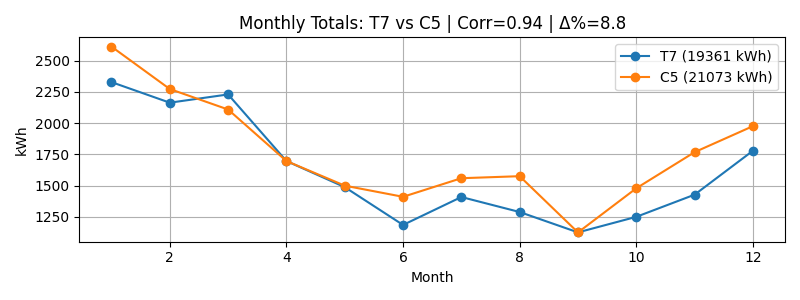 Monthly Totals: T7 vs C5 | Corr=0.94 | Δ%=8.8
T7 (19361 kWh)
C5 (21073 kWh)
kWh
2500
2250
2000
1750
1500
1250
2 4 6 8 10 12
Month